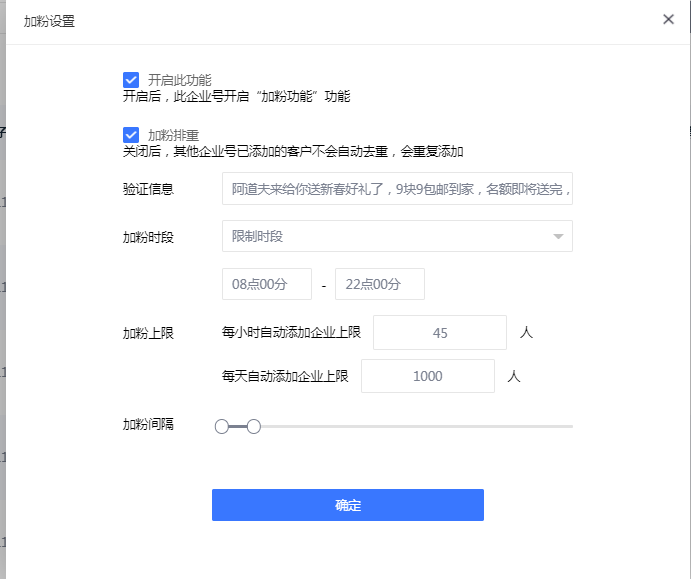 加粉设置
开启此功能
开启后，此企业号开启“加粉功能”功能
加粉排重
关闭后，其他企业号已添加的客户不会自动去重，会重复添加
验证信息 阿道夫来给你送新春好礼了，9块9包邮到家，名额即将送完，
加粉时段 限制时段
08点00分 - 22点00分
加粉上限 每小时自动添加企业上限 45 人
每天自动添加企业上限 1000 人
加粉间隔
确定